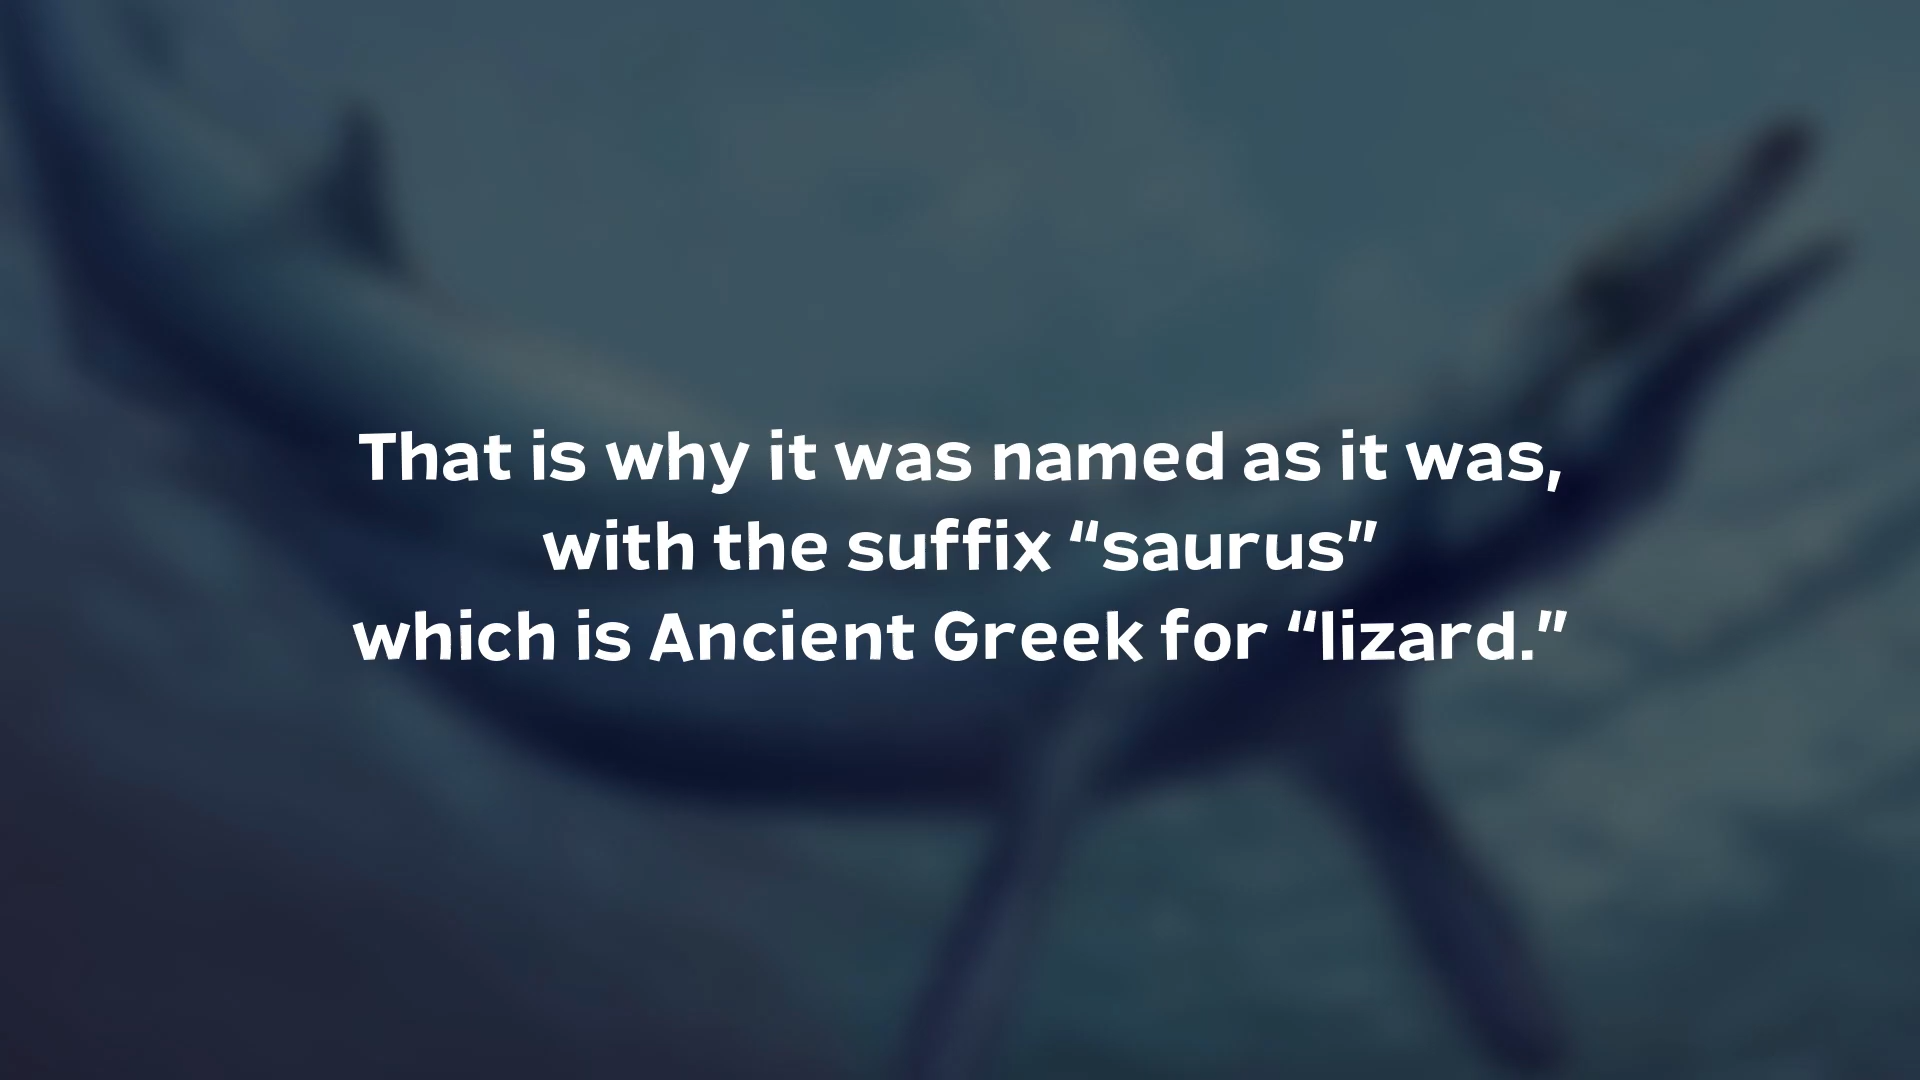 That is why it was named as it was,
with the suffix “saurus”
which is Ancient Greek for “lizard.”